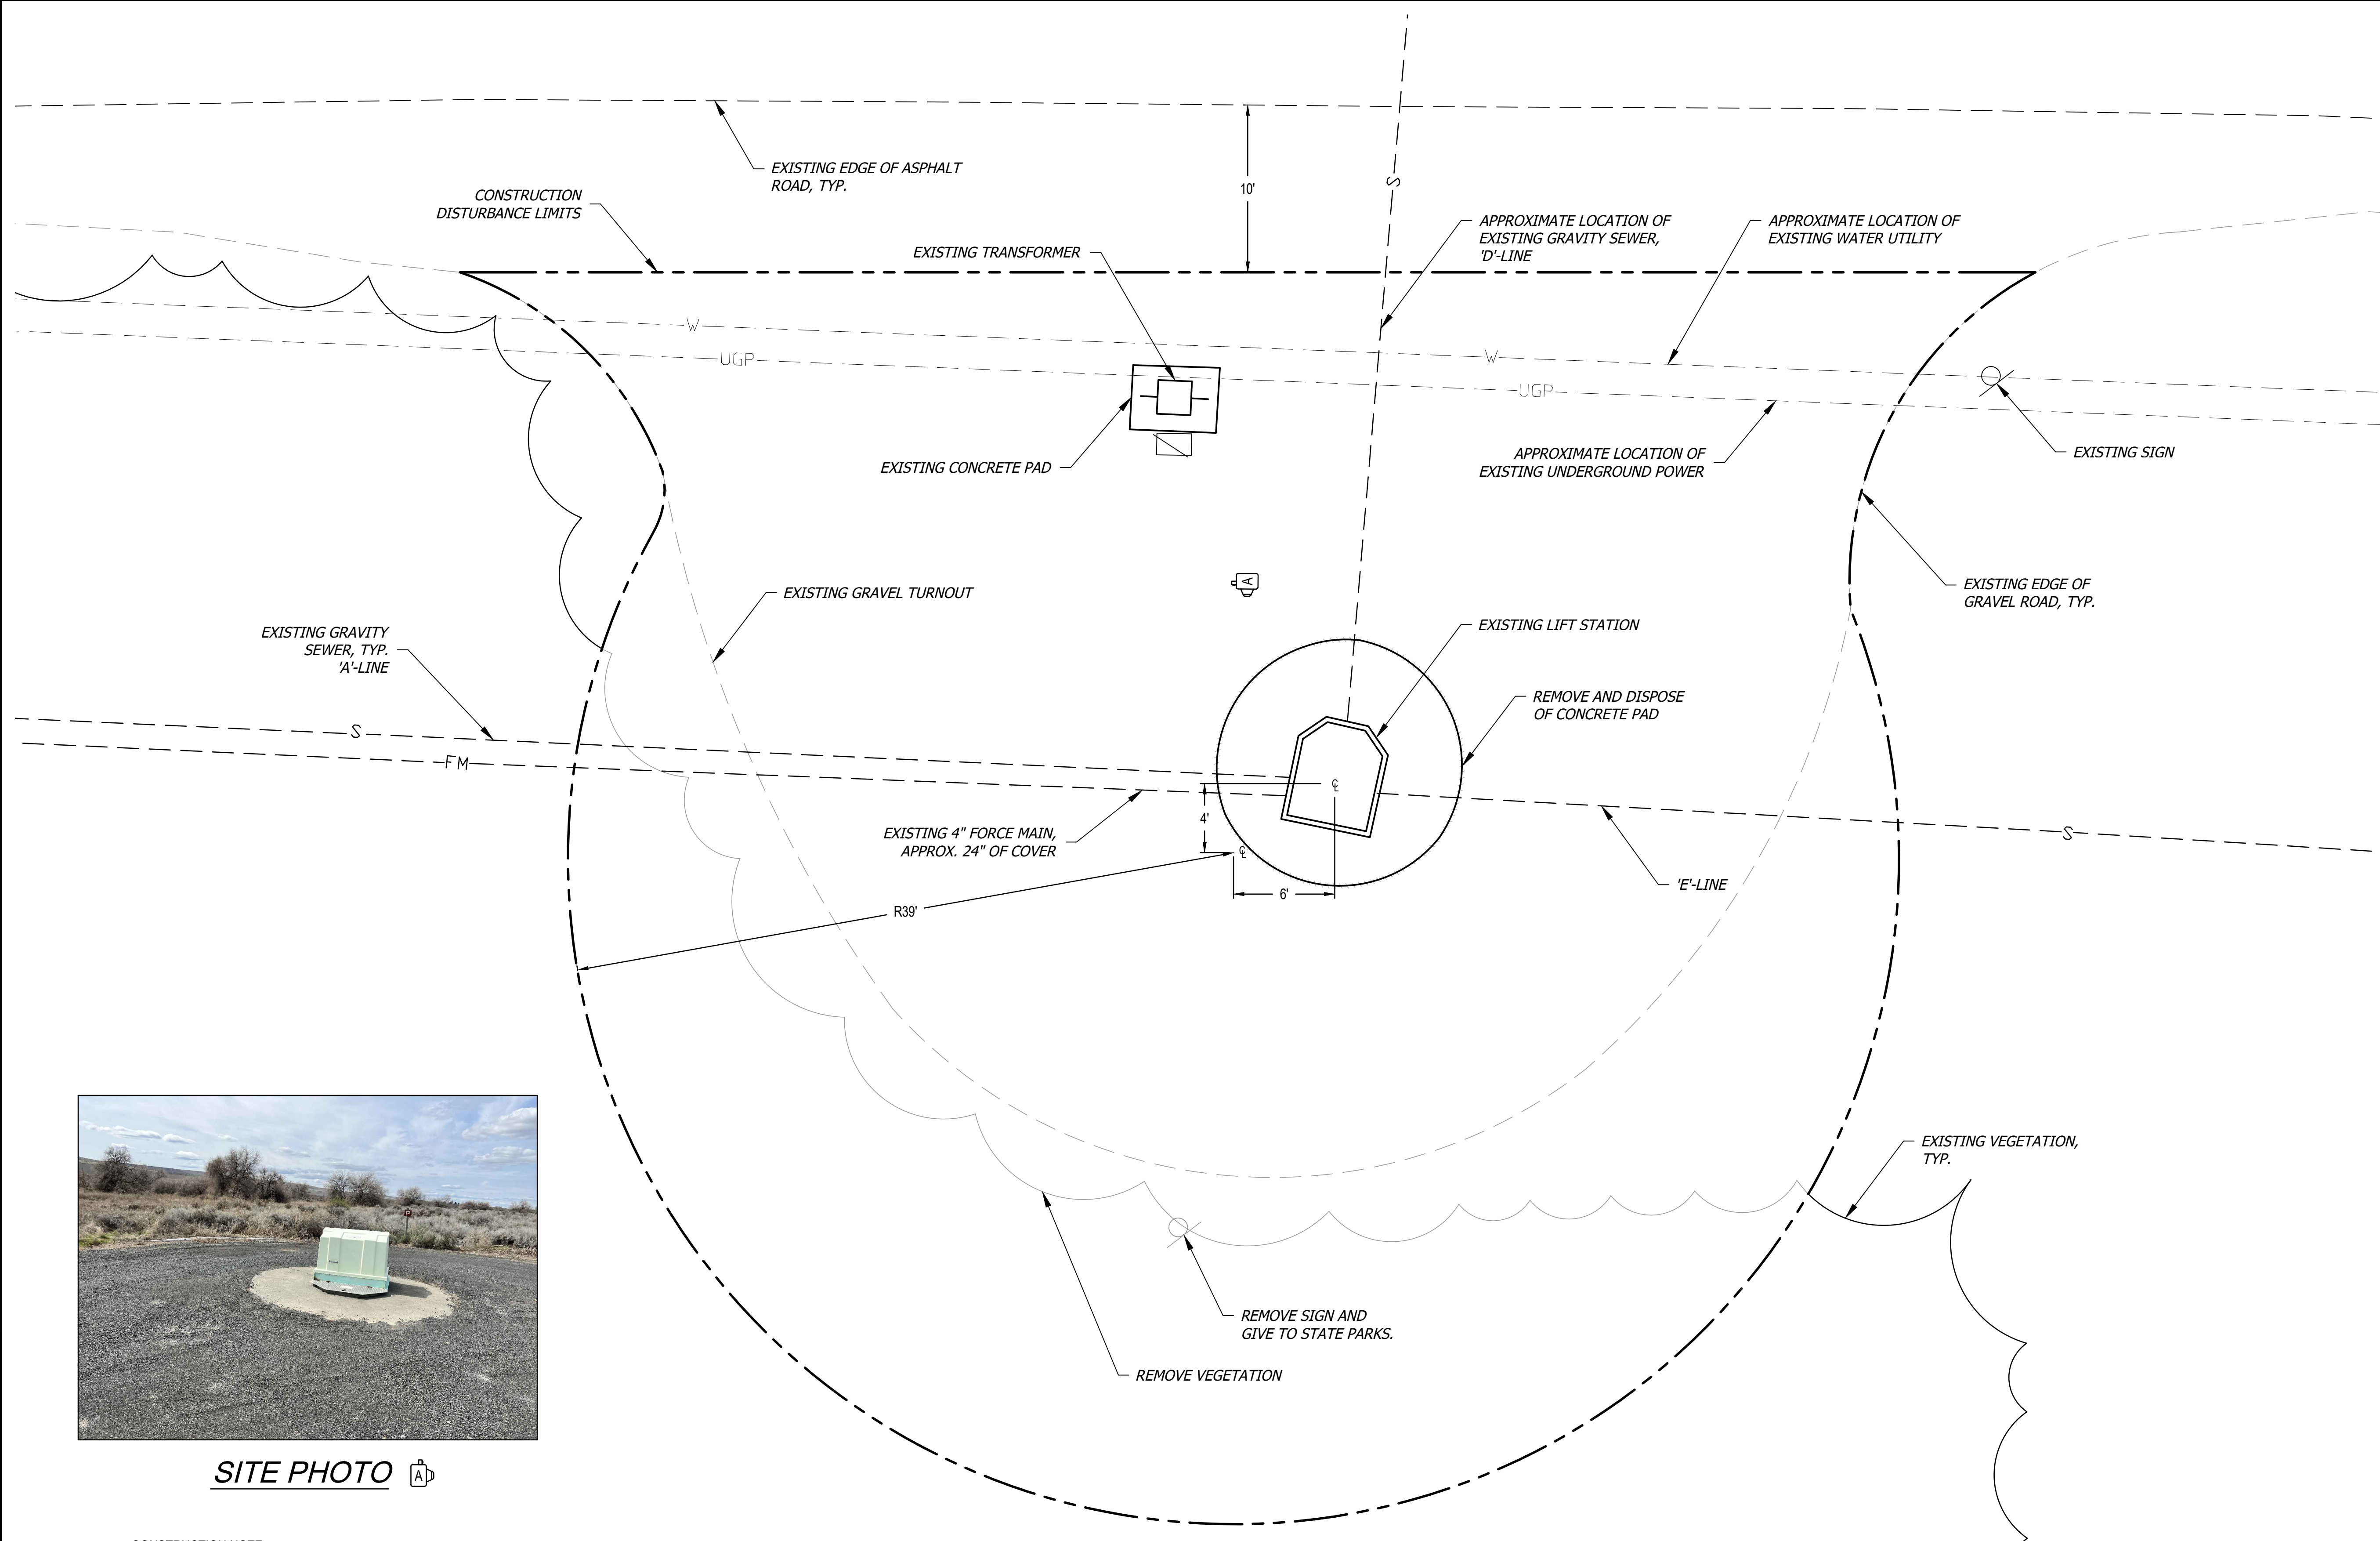 EXISTING EDGE OF ASPHALT
ROAD, TYP.
CONSTRUCTION
DISTURBANCE LIMITS
10'
S
EXISTING TRANSFORMER
APPROXIMATE LOCATION OF
EXISTING GRAVITY SEWER,
'D'-LINE
APPROXIMATE LOCATION OF
EXISTING WATER UTILITY
W
W
UGP
UGP
EXISTING CONCRETE PAD
APPROXIMATE LOCATION OF
EXISTING UNDERGROUND POWER
EXISTING SIGN
A
EXISTING GRAVEL TURNOUT
EXISTING EDGE OF
GRAVEL ROAD, TYP.
EXISTING GRAVITY
SEWER, TYP.
'A'-LINE
EXISTING LIFT STATION
REMOVE AND DISPOSE
OF CONCRETE PAD
S
FM
CL
4'
EXISTING 4" FORCE MAIN,
APPROX. 24" OF COVER
CL
S
6'
'E'-LINE
R39'
EXISTING VEGETATION,
TYP.
P
REMOVE SIGN AND
GIVE TO STATE PARKS.
REMOVE VEGETATION
SITE PHOTO A